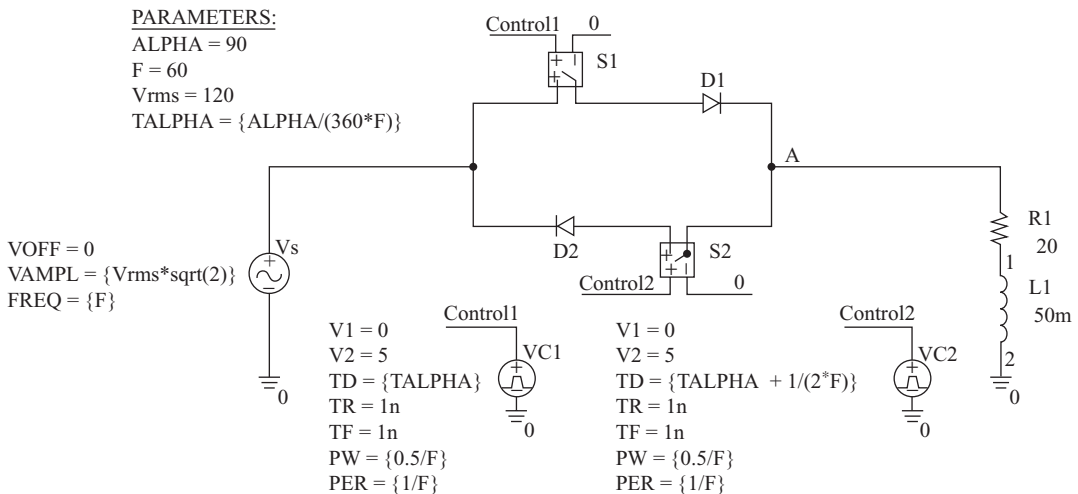 PARAMETERS:
ALPHA = 90
F = 60
Vrms = 120
TALPHA = {ALPHA/(360*F)}
Control1
0
+ −
+
S1
D1
A
VOFF = 0
VAMPL = {Vrms*sqrt(2)}
FREQ = {F}
Vs
0
D2
+
+ −
S2
Control2
0
R1
20
1
L1
50m
2
0
V1 = 0
V2 = 5
TD = {TALPHA}
TR = 1n
TF = 1n
PW = {0.5/F}
PER = {1/F}
Control1
VC1
0
V1 = 0
V2 = 5
TD = {TALPHA + 1/(2*F)}
TR = 1n
TF = 1n
PW = {0.5/F}
PER = {1/F}
Control2
VC2
0